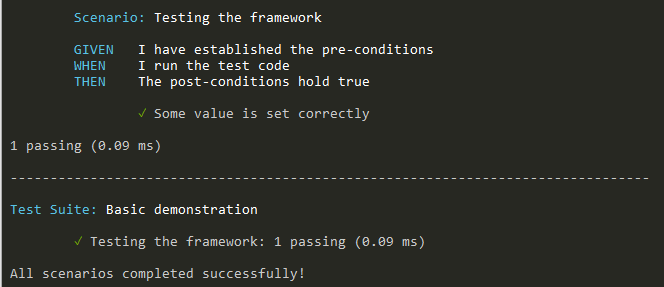 Scenario: Testing the framework
GIVEN I have established the pre-conditions
WHEN I run the test code
THEN The post-conditions hold true
✓ Some value is set correctly
1 passing (0.09 ms)
--------------------------------------------------------------------------------
Test Suite: Basic demonstration
✓ Testing the framework: 1 passing (0.09 ms)
All scenarios completed successfully!